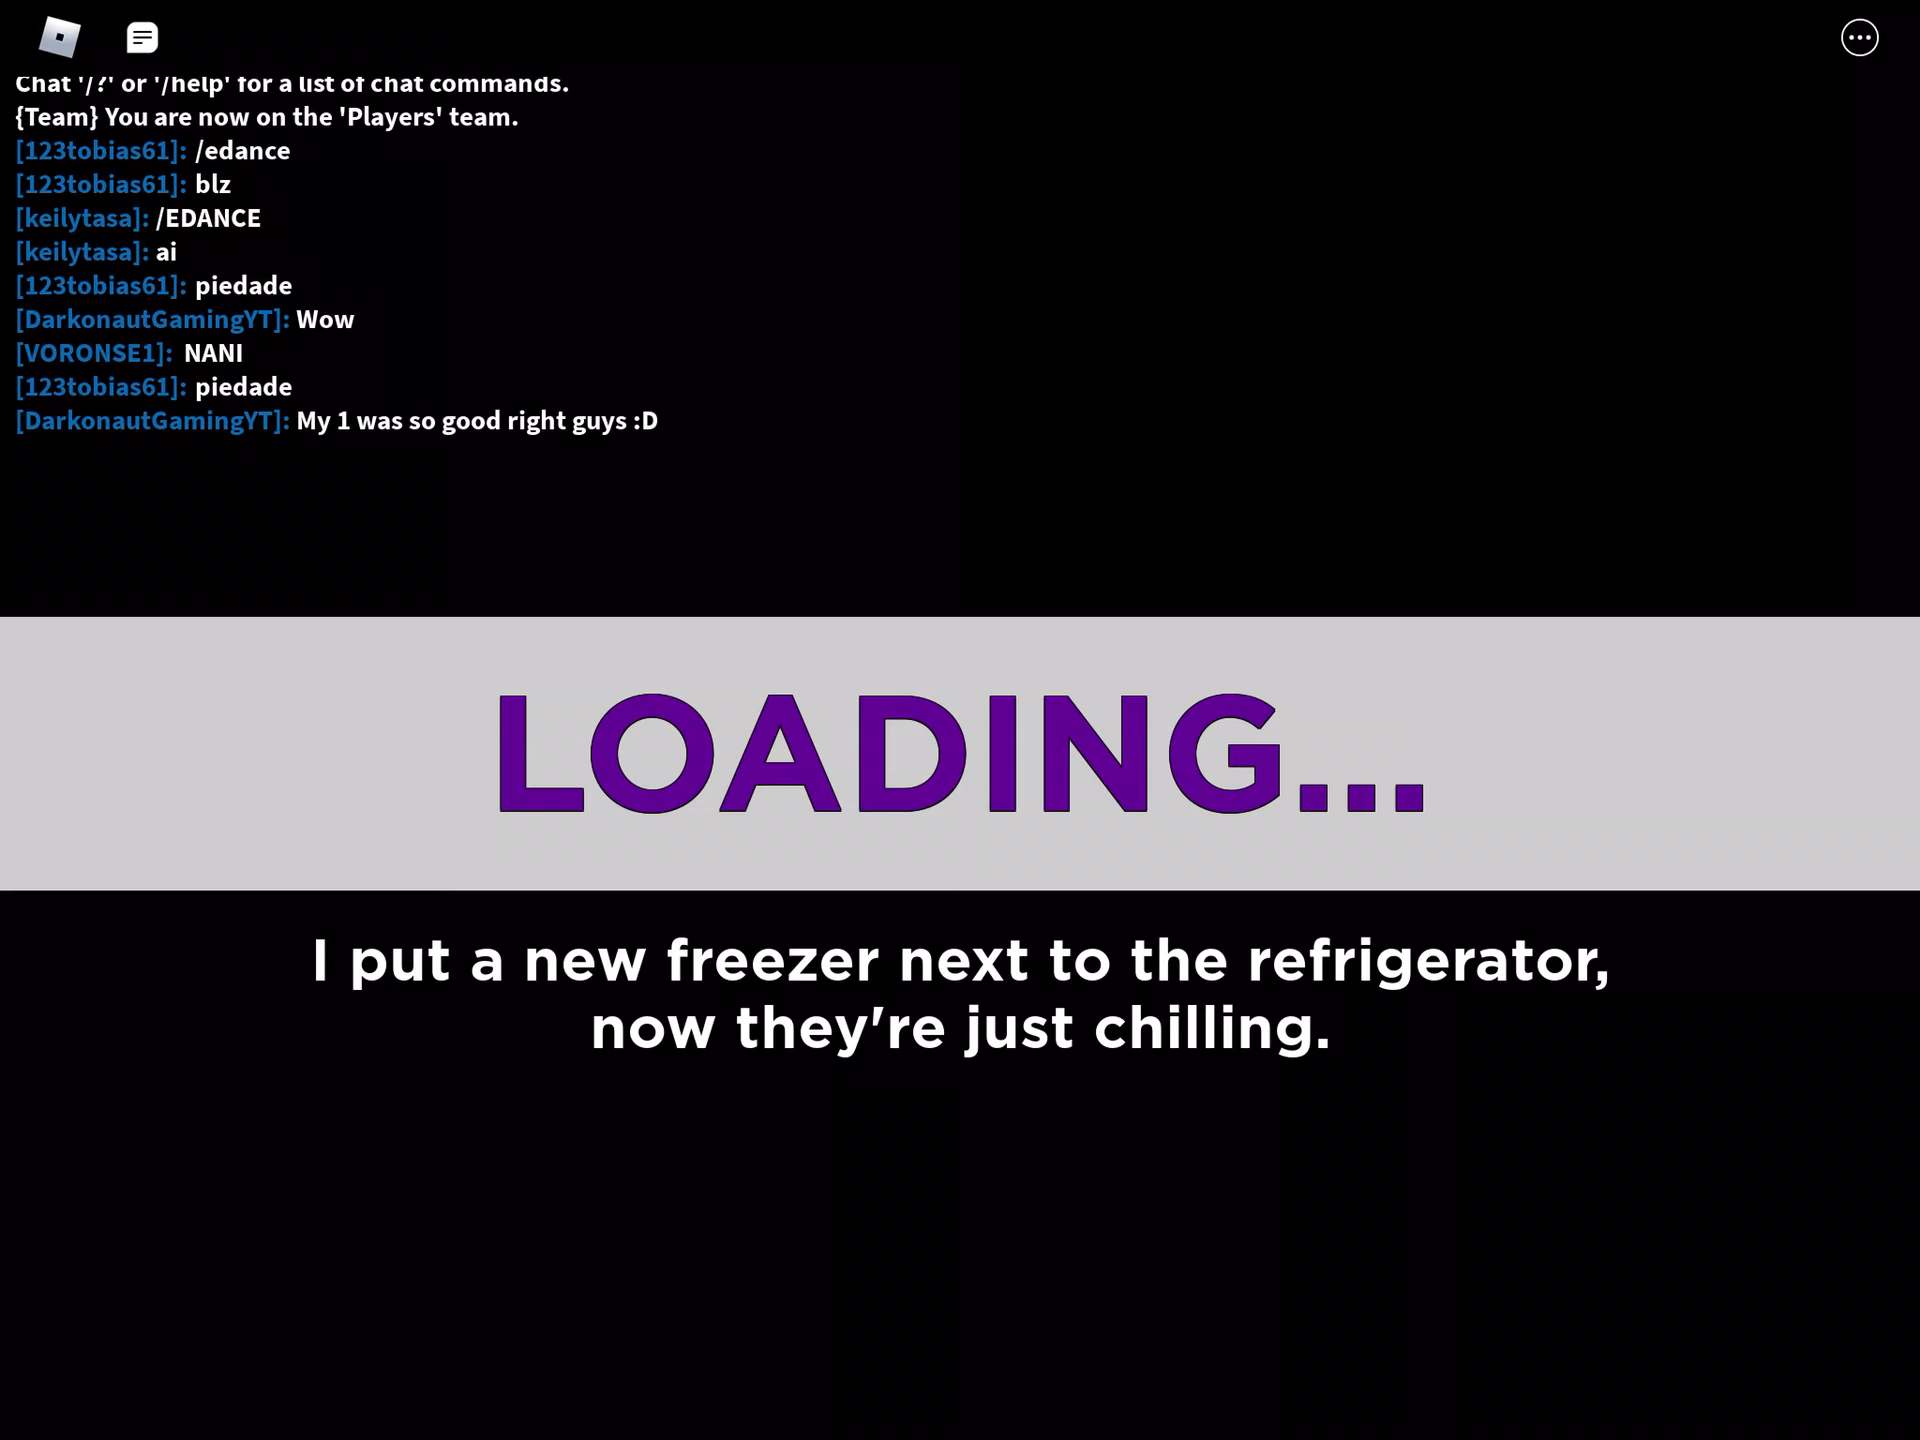 Chat '/?' or '/help' for a list of chat commands.
{Team} You are now on the 'Players' team.
[123tobias61]: /edance
[123tobias61]: blz
[keilytasa]: /EDANCE
[keilytasa]: ai
[123tobias61]: piedade
[DarkonautGamingYT]: Wow
[VORONSE1]: NANI
[123tobias61]: piedade
[DarkonautGamingYT]: My 1 was so good right guys :D
LOADING...
I put a new freezer next to the refrigerator,
now they're just chilling.